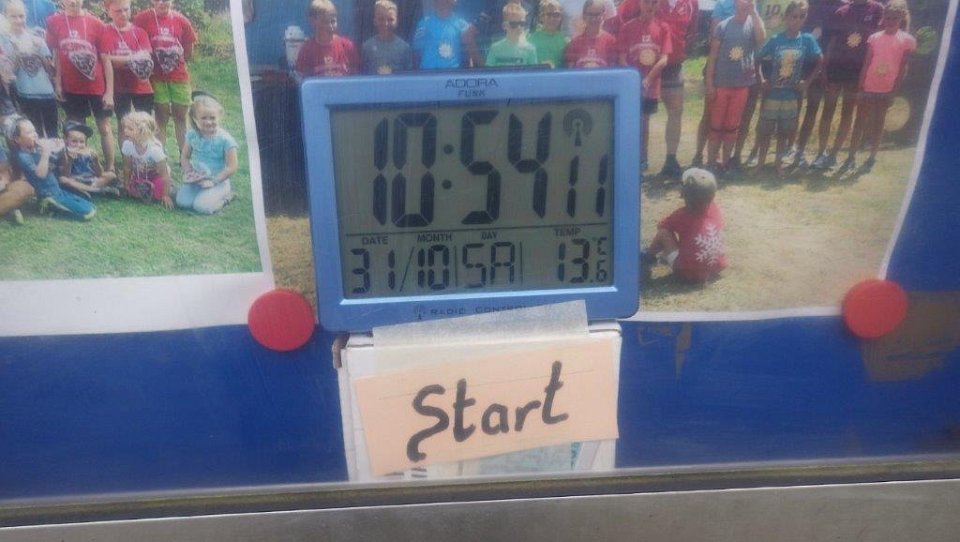 ADORA
FUNK
10:54 11
DATE MONTH DAY TEMP
31/10 SA 13.6 °C
RADIO CONTROL
Start